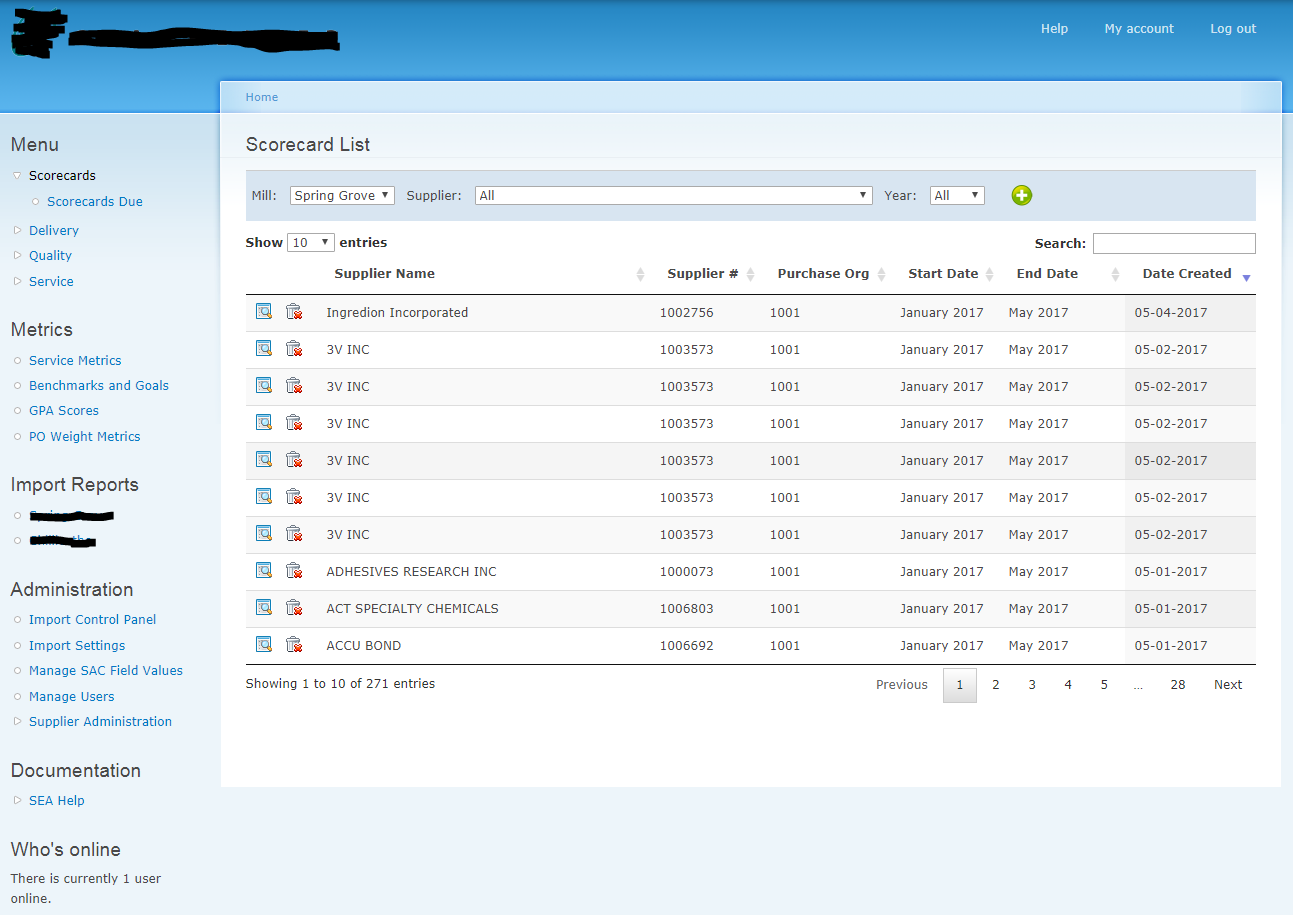 Help My account Log out
Home
Menu
Scorecards
Scorecards Due
Delivery
Quality
Service
Metrics
Service Metrics
Benchmarks and Goals
GPA Scores
PO Weight Metrics
Import Reports
Administration
Import Control Panel
Import Settings
Manage SAC Field Values
Manage Users
Supplier Administration
Documentation
SEA Help
Who's online
There is currently 1 user
online.
Scorecard List
Mill: Spring Grove Supplier: All Year: All
Show 10 entries Search:
Supplier Name Supplier # Purchase Org Start Date End Date Date Created
Ingredion Incorporated 1002756 1001 January 2017 May 2017 05-04-2017
3V INC 1003573 1001 January 2017 May 2017 05-02-2017
3V INC 1003573 1001 January 2017 May 2017 05-02-2017
3V INC 1003573 1001 January 2017 May 2017 05-02-2017
3V INC 1003573 1001 January 2017 May 2017 05-02-2017
3V INC 1003573 1001 January 2017 May 2017 05-02-2017
3V INC 1003573 1001 January 2017 May 2017 05-02-2017
ADHESIVES RESEARCH INC 1000073 1001 January 2017 May 2017 05-01-2017
ACT SPECIALTY CHEMICALS 1006803 1001 January 2017 May 2017 05-01-2017
ACCU BOND 1006692 1001 January 2017 May 2017 05-01-2017
Showing 1 to 10 of 271 entries Previous 1 2 3 4 5 ... 28 Next